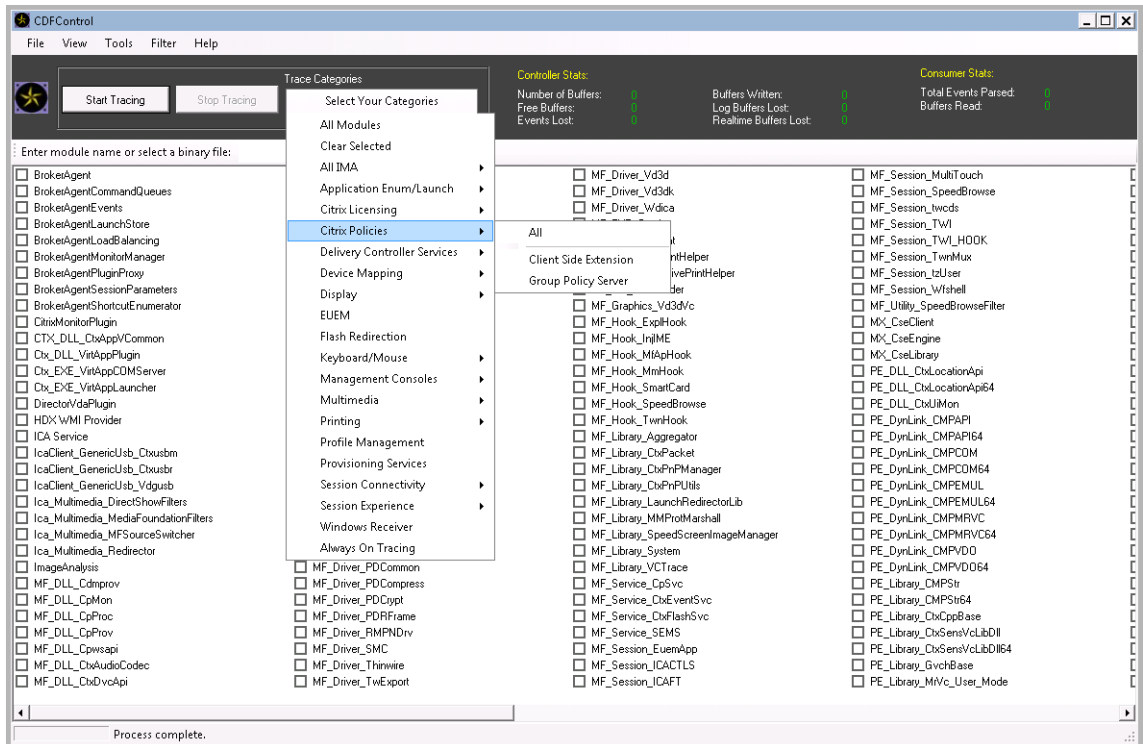 CDFControl
File View Tools Filter Help
Trace Categories
Start Tracing
Stop Tracing
Controller Stats:
Number of Buffers: 0
Free Buffers: 0
Events Lost: 0
Buffers Written: 0
Log Buffers Lost: 0
Realtime Buffers Lost: 0
Consumer Stats:
Total Events Parsed: 0
Buffers Read: 0
Select Your Categories
All Modules
Clear Selected
All IMA
Application Enum/Launch
Citrix Licensing
Citrix Policies
Delivery Controller Services
Device Mapping
Display
EUEM
Flash Redirection
Keyboard/Mouse
Management Consoles
Multimedia
Printing
Profile Management
Provisioning Services
Session Connectivity
Session Experience
Windows Receiver
Always On Tracing
All
Client Side Extension
Group Policy Server
Enter module name or select a binary file:
BrokerAgent
BrokerAgentCommandQueues
BrokerAgentEvents
BrokerAgentLaunchStore
BrokerAgentLoadBalancing
BrokerAgentMonitorManager
BrokerAgentPluginProxy
BrokerAgentSessionParameters
BrokerAgentShortcutEnumerator
CitrixMonitorPlugin
CTX_DLL_CtxAppVCommon
Ctx_DLL_VirtAppPlugin
Ctx_EXE_VirtAppCOMServer
Ctx_EXE_VirtAppLauncher
DirectorVdaPlugin
HDX WMI Provider
ICA Service
IcaClient_GenericUsb_Ctxusbm
IcaClient_GenericUsb_Ctxusbr
IcaClient_GenericUsb_Vdgusb
Ica_Multimedia_DirectShowFilters
Ica_Multimedia_MediaFoundationFilters
Ica_Multimedia_MFSourceSwitcher
Ica_Multimedia_Redirector
ImageAnalysis
MF_DLL_Cdmprov
MF_DLL_CpMon
MF_DLL_CpProc
MF_DLL_CpProv
MF_DLL_Cpwsapi
MF_DLL_CtxAudioCodec
MF_DLL_CtxDvcApi
MF_Driver_PDCommon
MF_Driver_PDCompress
MF_Driver_PDCrypt
MF_Driver_PDRFrame
MF_Driver_RMPNDrv
MF_Driver_SMC
MF_Driver_Thinwire
MF_Driver_TwExport
MF_Driver_Vd3d
MF_Driver_Vd3dk
MF_Driver_Wdica
ntHelper
ivePrintHelper
MF_Graphics_Vd3dVc
MF_Hook_ExplHook
MF_Hook_InjIME
MF_Hook_MfApHook
MF_Hook_MmHook
MF_Hook_SmartCard
MF_Hook_SpeedBrowse
MF_Hook_TwnHook
MF_Library_Aggregator
MF_Library_CtxPacket
MF_Library_CtxPnPManager
MF_Library_CtxPnPUtils
MF_Library_LaunchRedirectorLib
MF_Library_MMProtMarshall
MF_Library_SpeedScreenImageManager
MF_Library_System
MF_Library_VCTrace
MF_Service_CpSvc
MF_Service_CtxEventSvc
MF_Service_CtxFlashSvc
MF_Service_SEMS
MF_Session_EuemApp
MF_Session_ICACTLS
MF_Session_ICAFT
MF_Session_MultiTouch
MF_Session_SpeedBrowse
MF_Session_twcds
MF_Session_TWI
MF_Session_TWI_HOOK
MF_Session_TwnMux
MF_Session_tzUser
MF_Session_Wfshell
MF_Utility_SpeedBrowseFilter
MX_CseClient
MX_CseEngine
MX_CseLibrary
PE_DLL_CtxLocationApi
PE_DLL_CtxLocationApi64
PE_DLL_CtxUiMon
PE_DynLink_CMPAPI
PE_DynLink_CMPAPI64
PE_DynLink_CMPCOM
PE_DynLink_CMPCOM64
PE_DynLink_CMPEMUL
PE_DynLink_CMPEMUL64
PE_DynLink_CMPMRVC
PE_DynLink_CMPMRVC64
PE_DynLink_CMPVDO
PE_DynLink_CMPVDO64
PE_Library_CMPStr
PE_Library_CMPStr64
PE_Library_CtxCppBase
PE_Library_CtxSensVcLibDll
PE_Library_CtxSensVcLibDll64
PE_Library_GvchBase
PE_Library_MrVc_User_Mode
Process complete.